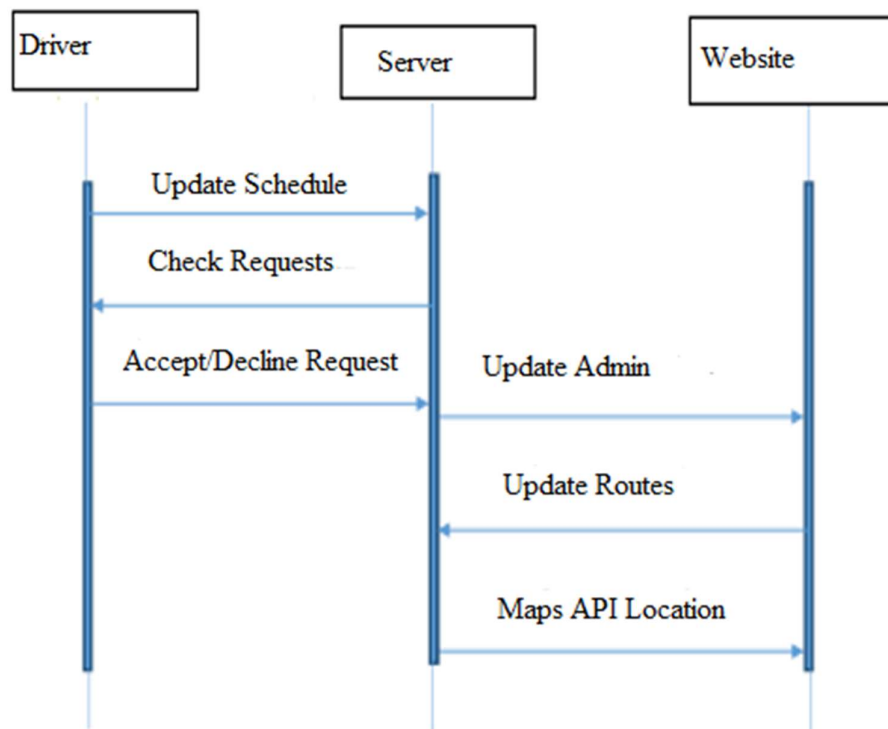 Driver
Server
Website
Update Schedule
Check Requests
Accept/Decline Request
Update Admin
Update Routes
Maps API Location